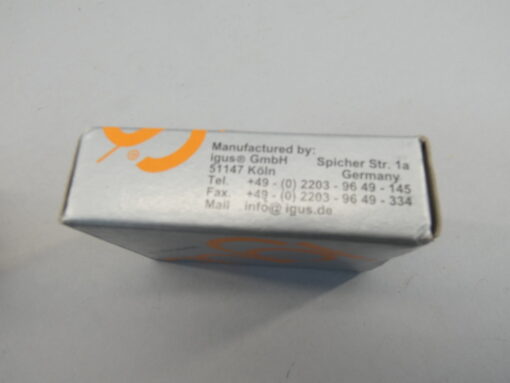 Manufactured by:
igus® GmbH Spicher Str. 1a
51147 Köln Germany
Tel. +49 - (0) 2203 - 96 49 - 145
Fax. +49 - (0) 2203 - 96 49 - 334
Mail info@igus.de
®